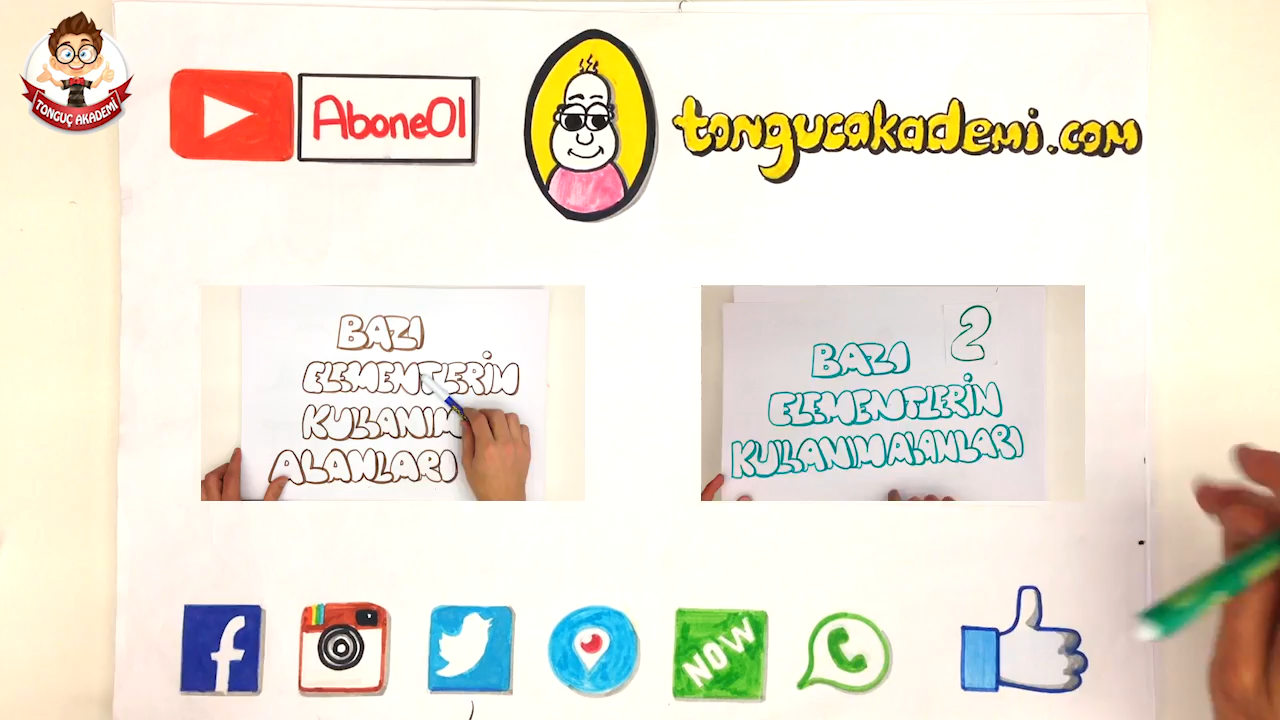 TONGUÇ AKADEMİ
AboneOl
tongucakademi.com
BAZI
ELEMENTLERİN
KULLANIM
ALANLARI
2
BAZI
ELEMENTLERİN
KULLANIM ALANLARI
f
NOW